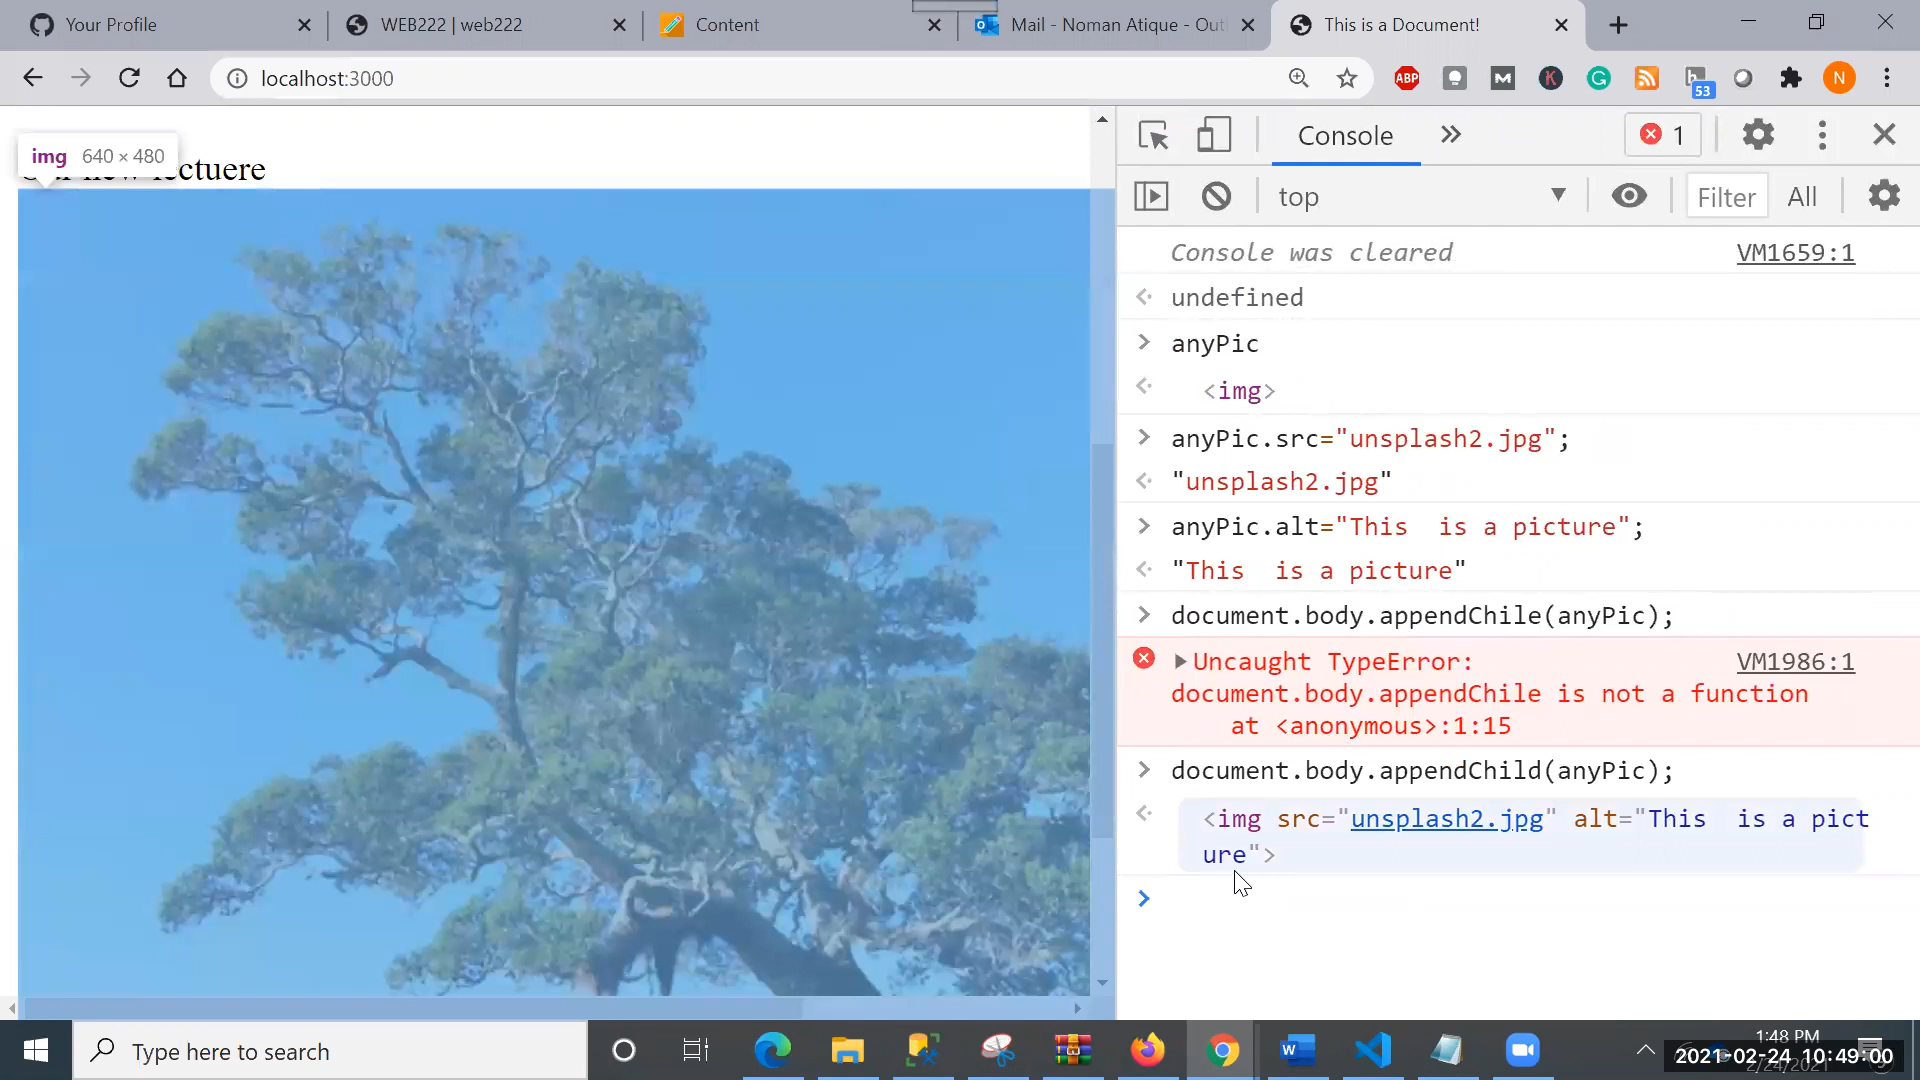 Your Profile
WEB222 | web222
Content
Mail - Noman Atique - Out
This is a Document!
localhost:3000
ABP
M
K
G
53
N
img 640 × 480
new lectuere
Console
1
top
Filter
All
Console was cleared VM1659:1
undefined
anyPic
<img>
anyPic.src="unsplash2.jpg";
"unsplash2.jpg"
anyPic.alt="This  is a picture";
"This  is a picture"
document.body.appendChile(anyPic);
Uncaught TypeError: VM1986:1
document.body.appendChile is not a function
at <anonymous>:1:15
document.body.appendChild(anyPic);
<img src="unsplash2.jpg" alt="This  is a pict
ure">
Type here to search
1:48 PM
2021-02-24 10:49:00